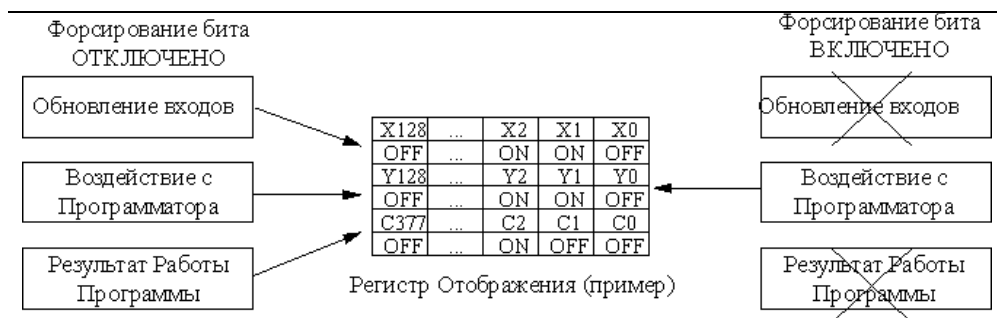 Форсирование бита
ОТКЛЮЧЕНО
Обновление входов
Воздействие с
Программатора
Результат Работы
Программы
X128 ... X2 X1 X0
OFF ... ON ON OFF
Y128 ... Y2 Y1 Y0
OFF ... ON ON OFF
C377 ... C2 C1 C0
OFF ... ON OFF OFF
Регистр Отображения (пример)
Форсирование бита
ВКЛЮЧЕНО
Обновление входов
Воздействие с
Программатора
Результат Работы
Программы